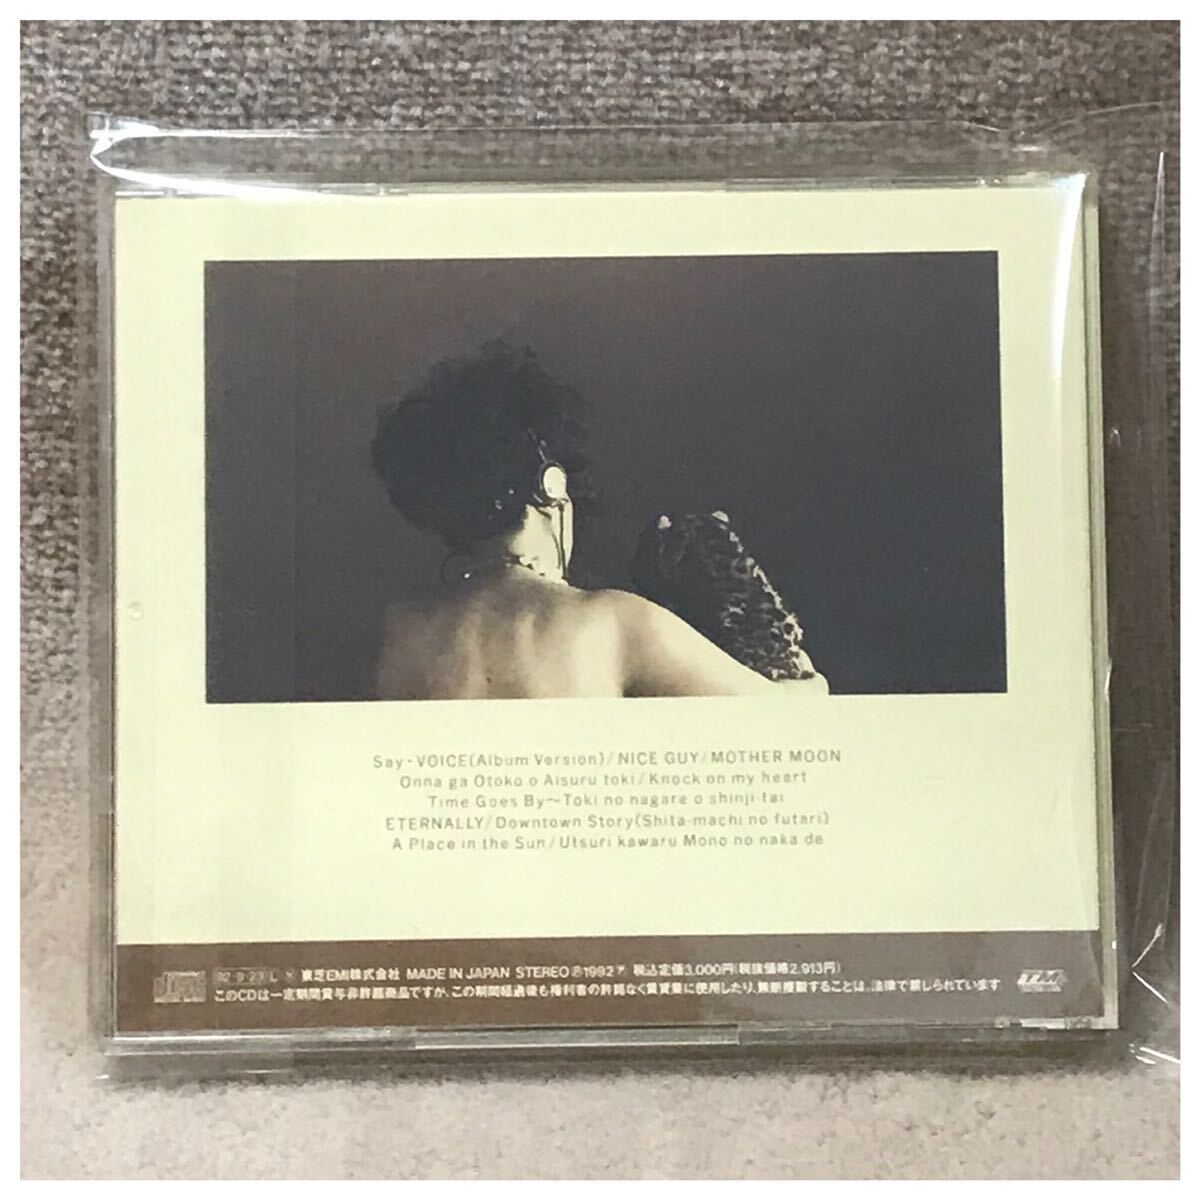 Say・VOICE(Album Version)/NICE GUY/MOTHER MOON
Onna ga Otoko o Aisuru toki/Knock on my heart
Time Goes By〜Toki no nagare o shinji-tai
ETERNALLY/Downtown Story(Shita-machi no futari)
A Place in the Sun/Utsuri kawaru Mono no naka de
92・9・23 L 東芝EMI株式会社 MADE IN JAPAN STEREO Ⓟ1992 税込定価3,000円(税抜価格2,913円)
このCDは一定期間貸与非許諾商品ですが、この期間経過後も権利者の許諾なく賃貸業に使用したり、無断複製することは、法律で禁じられています